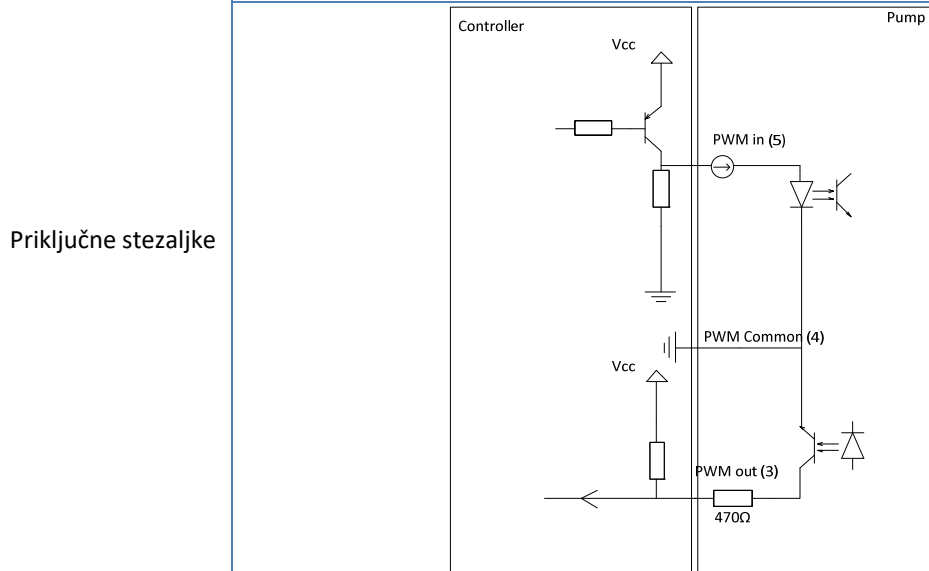 Priključne stezaljke
Controller
Pump
Vcc
PWM in (5)
PWM Common (4)
Vcc
PWM out (3)
470Ω